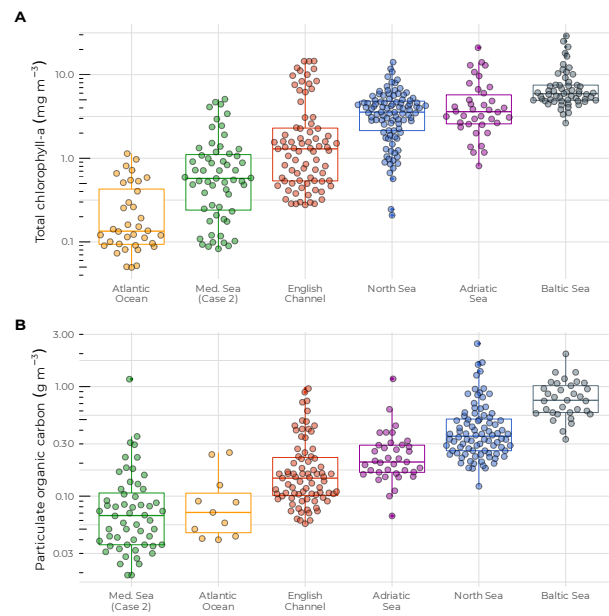 A
Total chlorophyll-a (mg m⁻³)
10.0
1.0
0.1
Atlantic
Ocean
Med. Sea
(Case 2)
English
Channel
North Sea
Adriatic
Sea
Baltic Sea
B
Particulate organic carbon (g m⁻³)
3.00
1.00
0.30
0.10
0.03
Med. Sea
(Case 2)
Atlantic
Ocean
English
Channel
Adriatic
Sea
North Sea
Baltic Sea